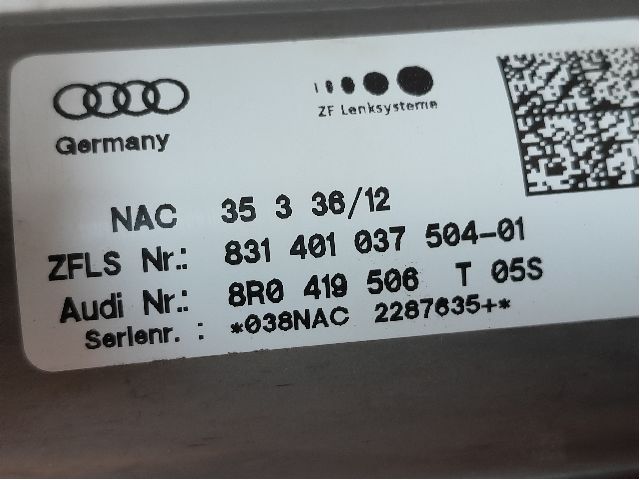 Germany
ZF Lenksysteme
NAC 35 3 36/12
ZFLS Nr.: 831 401 037 504-01
Audi Nr.: 8R0 419 506 T 05S
Serienr. : *038NAC 2287635+*